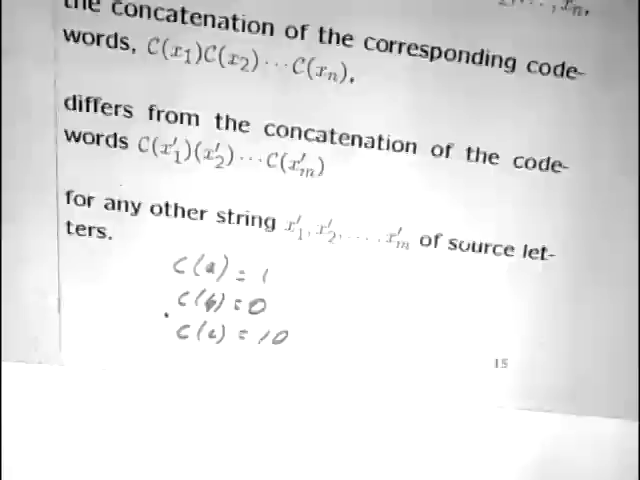 the concatenation of the corresponding code-
words, C(x₁)C(x₂)⋯C(xₙ),
differs from the concatenation of the code-
words C(x′₁)(x′₂)⋯C(x′ₘ)
for any other string x′₁, x′₂, ... x′ₘ of source let-
ters.
C(a) = 1
C(b) = 0
C(c) = 10
15